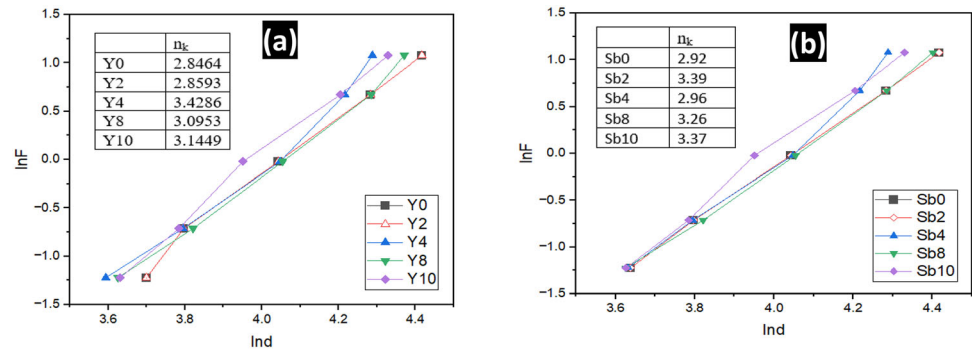 (a)
n_k
Y0 2.8464
Y2 2.8593
Y4 3.4286
Y8 3.0953
Y10 3.1449
lnF
1.5
1.0
0.5
0.0
−0.5
−1.0
−1.5
3.6 3.8 4.0 4.2 4.4
lnd
Y0
Y2
Y4
Y8
Y10
(b)
n_k
Sb0 2.92
Sb2 3.39
Sb4 2.96
Sb8 3.26
Sb10 3.37
lnF
1.5
1.0
0.5
0.0
−0.5
−1.0
−1.5
3.6 3.8 4.0 4.2 4.4
lnd
Sb0
Sb2
Sb4
Sb8
Sb10